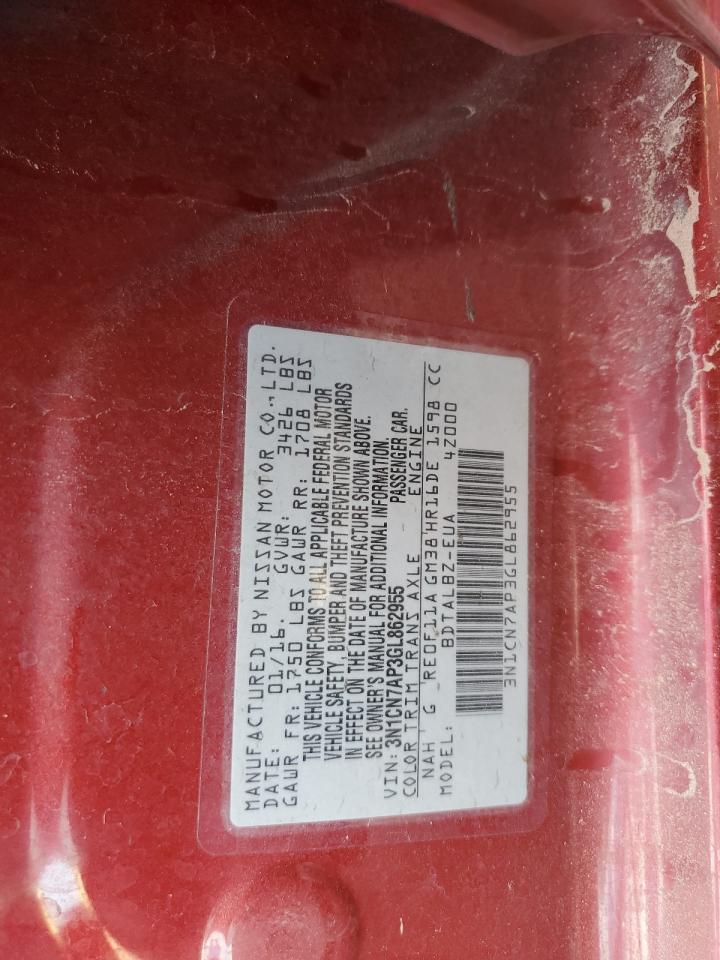 MANUFACTURED BY NISSAN MOTOR CO.,LTD.
DATE: 01/16. GVWR: 3426 LBS
GAWR FR: 1750 LBS GAWR RR: 1708 LBS
THIS VEHICLE CONFORMS TO ALL APPLICABLE FEDERAL MOTOR
VEHICLE SAFETY, BUMPER AND THEFT PREVENTION STANDARDS
IN EFFECT ON THE DATE OF MANUFACTURE SHOWN ABOVE.
SEE OWNER'S MANUAL FOR ADDITIONAL INFORMATION.
VIN: 3N1CN7AP3GL862955 PASSENGER CAR.
COLOR TRIM TRANS AXLE ENGINE
NAH G RE0F11A GM38 HR16DE 1598 CC
MODEL: BDTALBZ-EUA 4Z000
3N1CN7AP3GL862955